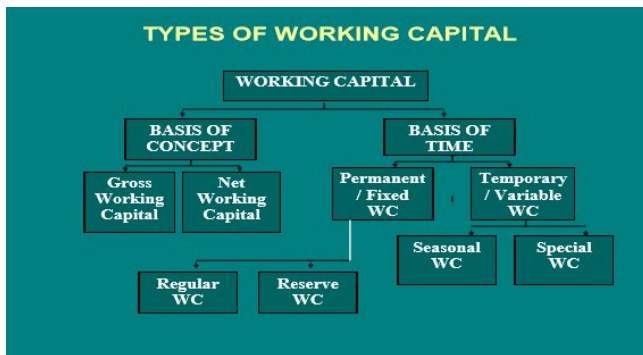 TYPES OF WORKING CAPITAL
WORKING CAPITAL
BASIS OF
CONCEPT
BASIS OF
TIME
Gross
Working
Capital
Net
Working
Capital
Permanent
/ Fixed
WC
Temporary
/ Variable
WC
Regular
WC
Reserve
WC
Seasonal
WC
Special
WC